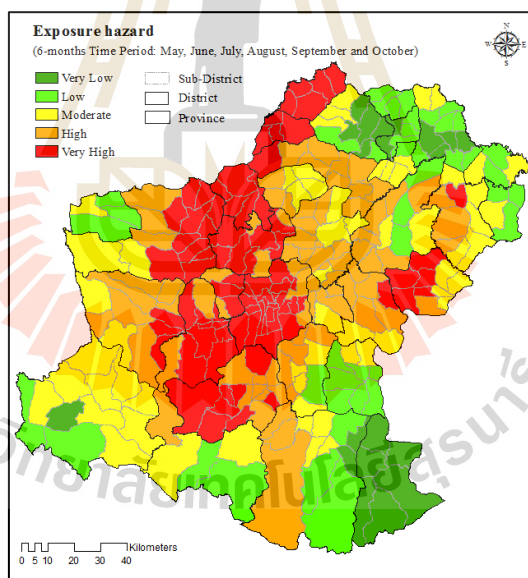 Exposure hazard
(6-months Time Period: May, June, July, August, September and October)
N
W E
S
Very Low
Low
Moderate
High
Very High
Sub-District
District
Province
Kilometers
0 5 10 20 30 40